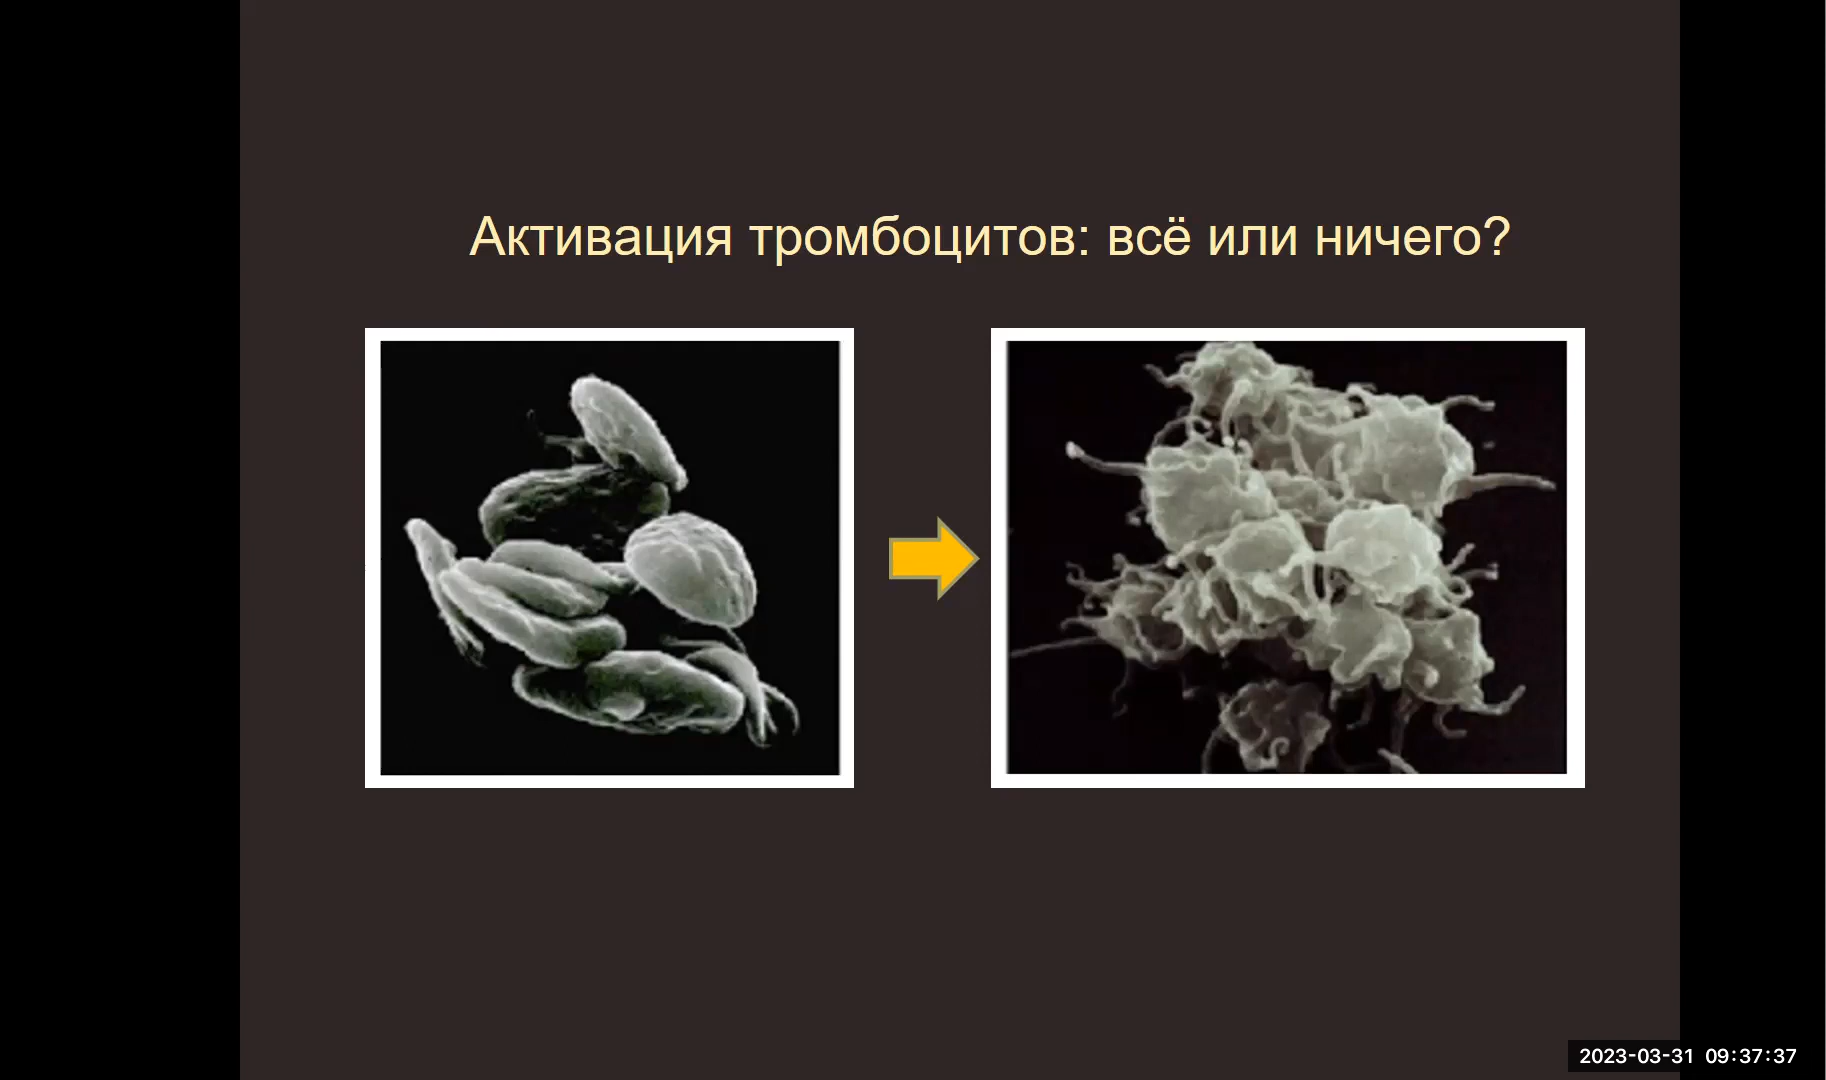 Активация тромбоцитов: всё или ничего?
2023-03-31 09:37:37